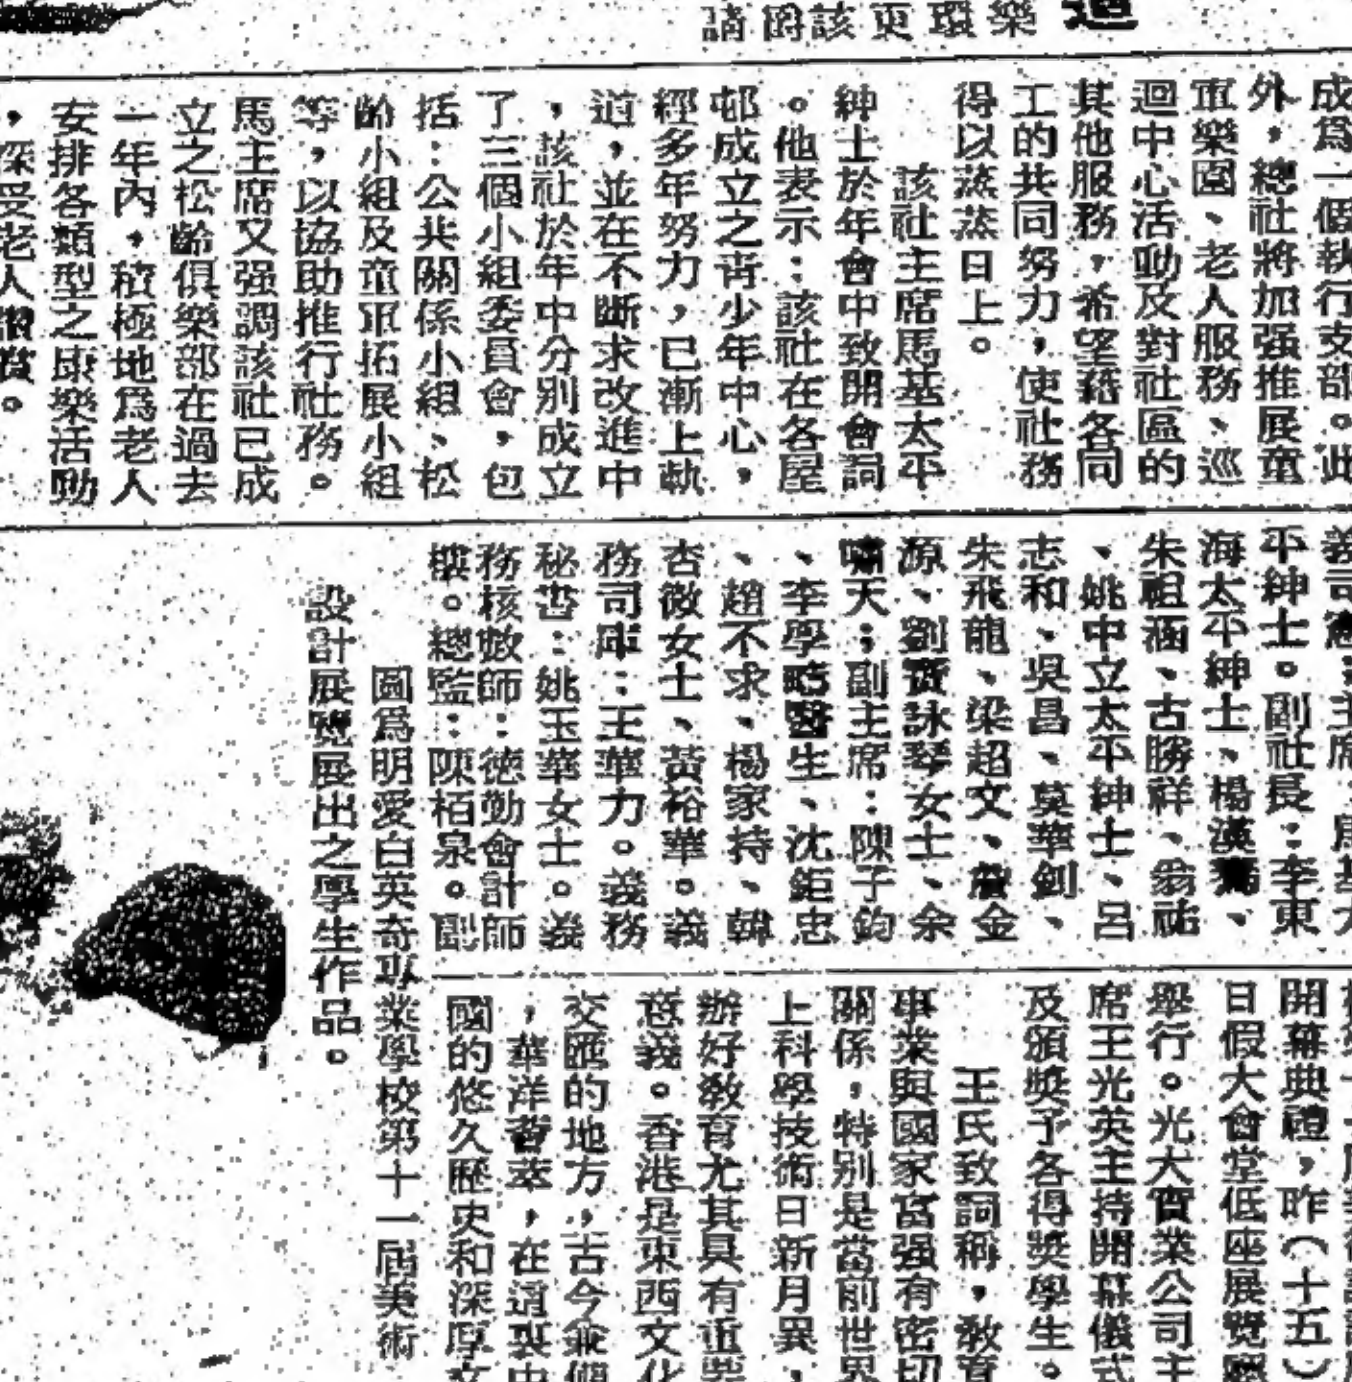 請爵該更環樂
成爲一個執行支部。此
外，總社將加强推展童
軍樂團、老人服務、巡
迴中心活動及對社區的
其他服務，希望藉各同
工的共同努力，使社務
得以蒸蒸日上。
該社主席馬基太平
紳士於年會中致開會詞
。他表示：該社在各屋
邨成立之靑少年中心，
經多年努力，已漸上軌
道，並在不斷求改進中
，該社於年中分別成立
了三個小組委員會，包
括：公共關係小組、松
齡小組及童軍拓展小組
等，以協助推行社務。
馬主席又强調該社已成
立之松齡俱樂部在過去
一年內，積極地爲老人
安排各類型之康樂活動
，深受老人讚賞。
平紳士。副社長：李東
海太平紳士、楊漢
朱祖涵、古勝祥、翁祐
、姚中立太平紳士、呂
志和、吳昌、莫華釗、
朱飛龍、梁超文、金
源、劉寶詠琴女士、余
嘯天；副主席：陳子鈞
、李學畧醫生、沈鉅忠
、趙不求、楊家持、韓
杏微女士、黃裕華。義
務司庫：王華力。義務
秘書：姚玉華女士。義
務核數師：德勤會計師
樓。總監：陳栢泉。副
圖爲明愛白英奇專業學校第十一屆美術
設計展覽展出之學生作品。
開幕典禮，昨（十五）
日假大會堂低座展覽廳
舉行。光大實業公司主
席王光英主持開幕儀式
及頒獎予各得獎學生。
王氏致詞稱，敎育
事業與國家富强有密切
關係，特別是當前世界
上科學技術日新月異，
辦好敎育尤其具有重要
意義。香港是東西文化
交匯的地方，古今兼備
，華洋薈萃，在這裏中
國的悠久歷史和深厚文